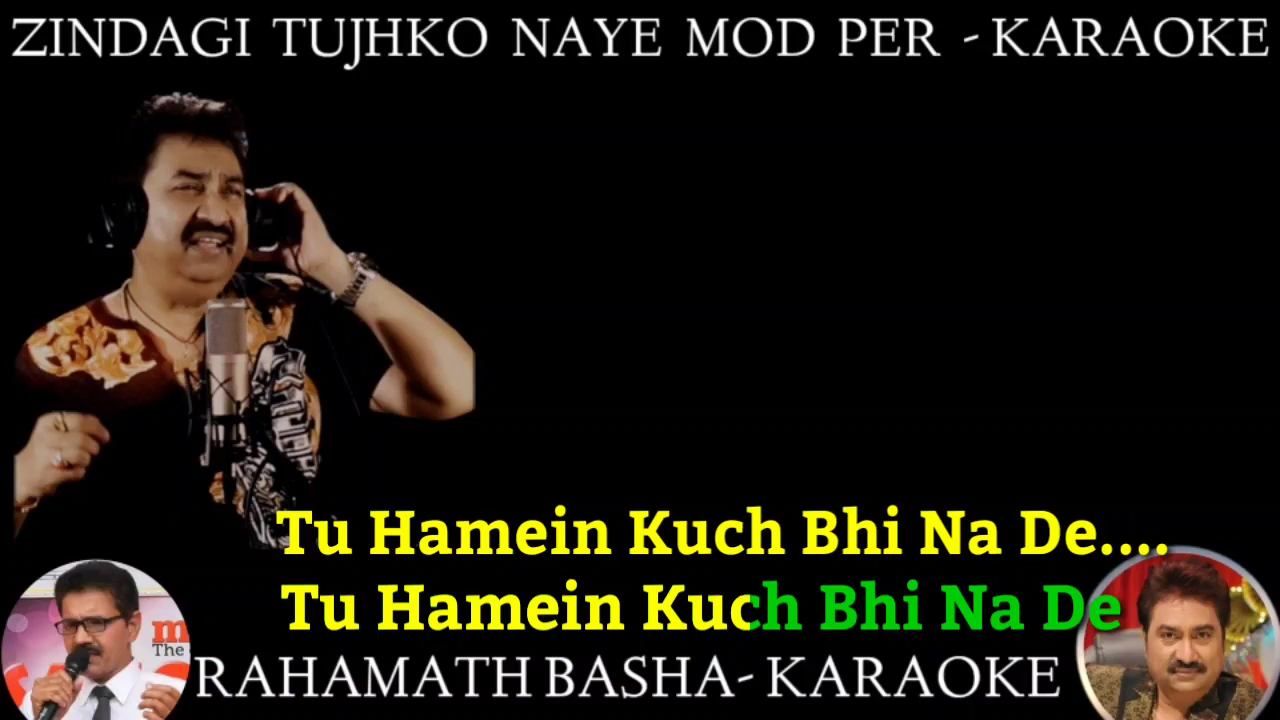 ZINDAGI TUJHKO NAYE MOD PER - KARAOKE
Tu Hamein Kuch Bhi Na De....
Tu Hamein Kuch Bhi Na De
The
RAHAMATH BASHA- KARAOKE